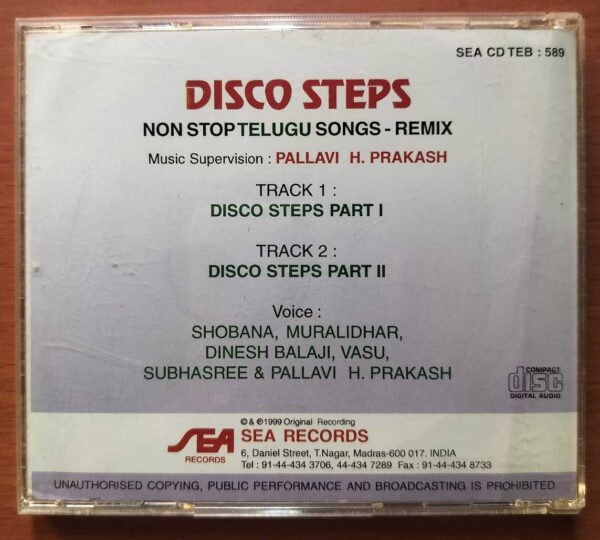 SEA CD TEB : 589
DISCO STEPS
NON STOP TELUGU SONGS - REMIX
Music Supervision : PALLAVI H. PRAKASH
TRACK 1 :
DISCO STEPS PART I
TRACK 2 :
DISCO STEPS PART II
Voice :
SHOBANA, MURALIDHAR,
DINESH BALAJI, VASU,
SUBHASREE & PALLAVI H. PRAKASH
COMPACT
disc
DIGITAL AUDIO
© & ℗1999 Original Recording
SEA RECORDS
SEA RECORDS
6, Daniel Street, T.Nagar, Madras-600 017. INDIA
Tel : 91-44-434 3706, 44-434 7289 Fax : 91-44-434 8733
UNAUTHORISED COPYING, PUBLIC PERFORMANCE AND BROADCASTING IS PROHIBITED